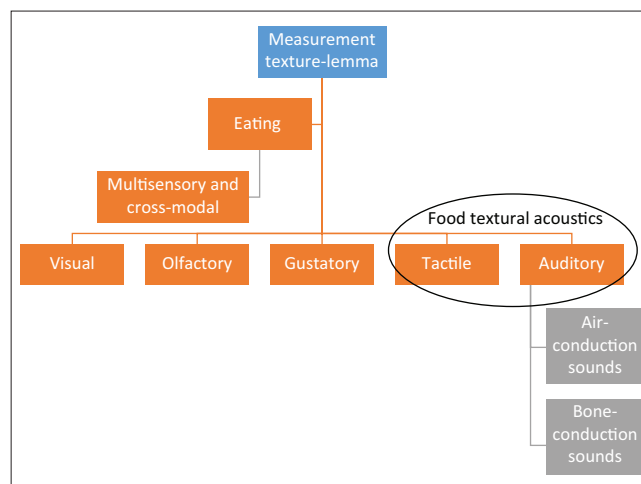 Measurement
texture-lemma
Eating
Multisensory and
cross-modal
Food textural acoustics
Visual
Olfactory
Gustatory
Tactile
Auditory
Air-
conduction
sounds
Bone-
conduction
sounds